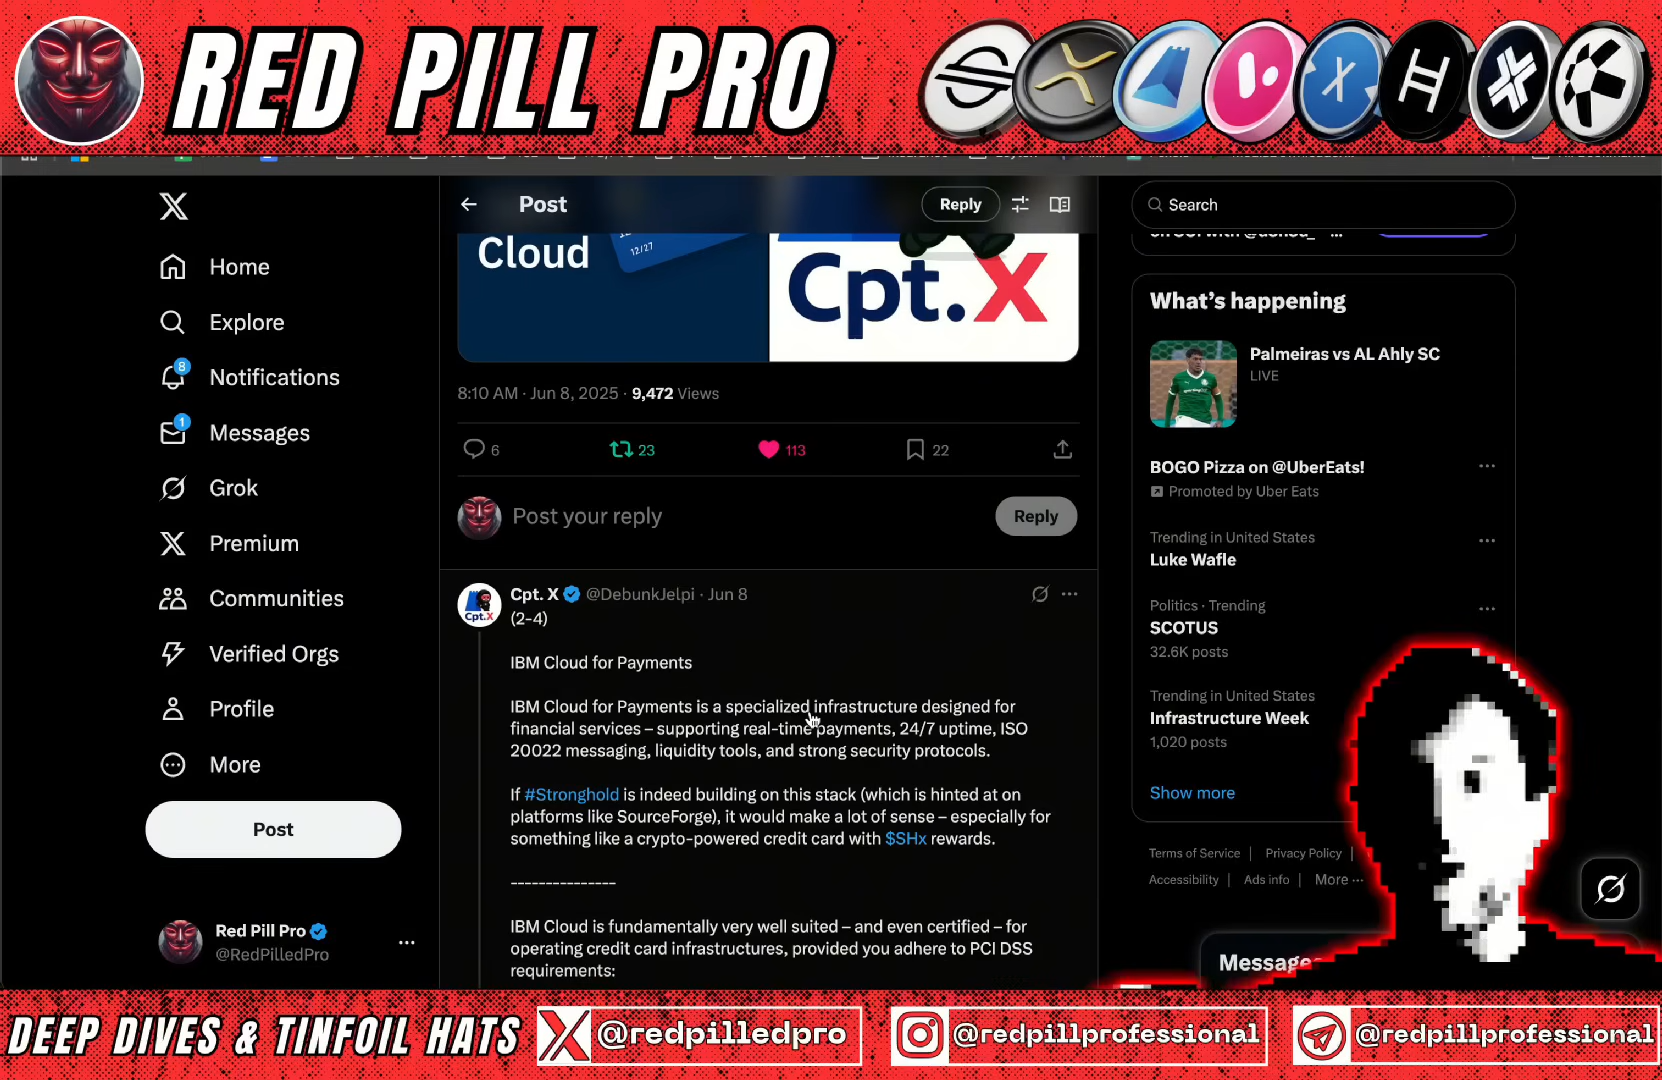 RED PILL PRO
Post
Reply
Search
Home
Explore
8
Notifications
1
Messages
Grok
Premium
Communities
Verified Orgs
Profile
More
Post
Red Pill Pro
@RedPilledPro
Cloud
12/27
Cpt.X
8:10 AM · Jun 8, 2025 · 9,472 Views
6
23
113
22
Post your reply
Reply
Cpt. X @DebunkJelpi · Jun 8
Cpt.X
(2-4)
IBM Cloud for Payments
IBM Cloud for Payments is a specialized infrastructure designed for
financial services – supporting real-time payments, 24/7 uptime, ISO
20022 messaging, liquidity tools, and strong security protocols.
If #Stronghold is indeed building on this stack (which is hinted at on
platforms like SourceForge), it would make a lot of sense – especially for
something like a crypto-powered credit card with $SHx rewards.
---------------
IBM Cloud is fundamentally very well suited – and even certified – for
operating credit card infrastructures, provided you adhere to PCI DSS
requirements:
What's happening
Palmeiras vs AL Ahly SC
LIVE
BOGO Pizza on @UberEats!
Promoted by Uber Eats
Trending in United States
Luke Wafle
Politics · Trending
SCOTUS
32.6K posts
Trending in United States
Infrastructure Week
1,020 posts
Show more
Terms of Service | Privacy Policy |
Accessibility | Ads info | More ···
Messages
DEEP DIVES & TINFOIL HATS
@redpilledpro
@redpillprofessional
@redpillprofessional